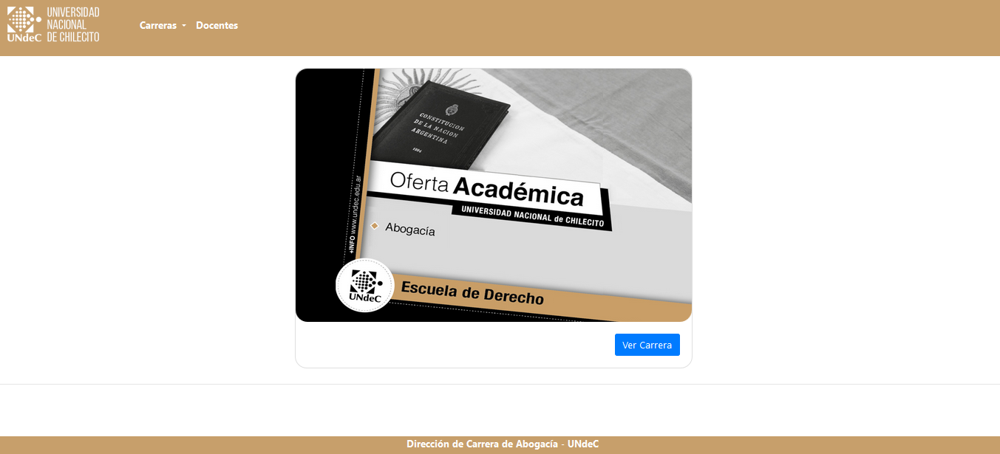 UNdeC
UNIVERSIDAD
NACIONAL
DE CHILECITO
Carreras
Docentes
CONSTITUCION
DE LA NACION
ARGENTINA
1994
Oferta Académica
UNIVERSIDAD NACIONAL de CHILECITO
Abogacía
+INFO www.undec.edu.ar
UNdeC
Escuela de Derecho
Ver Carrera
Dirección de Carrera de Abogacía - UNdeC